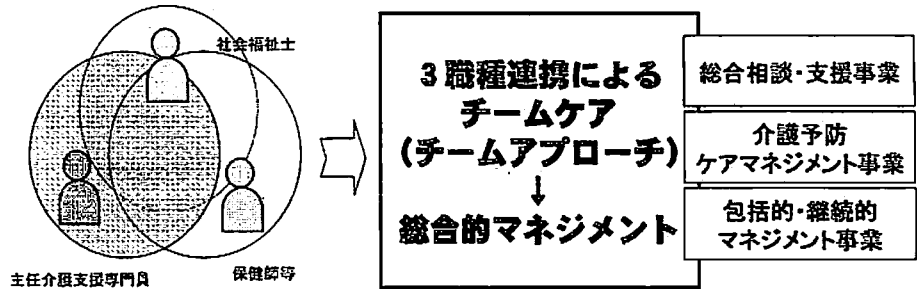 社会福祉士
主任介護支援専門員
保健師等
3職種連携による
チームケア
(チームアプローチ)
↓
総合的マネジメント
総合相談・支援事業
介護予防
ケアマネジメント事業
包括的・継続的
マネジメント事業